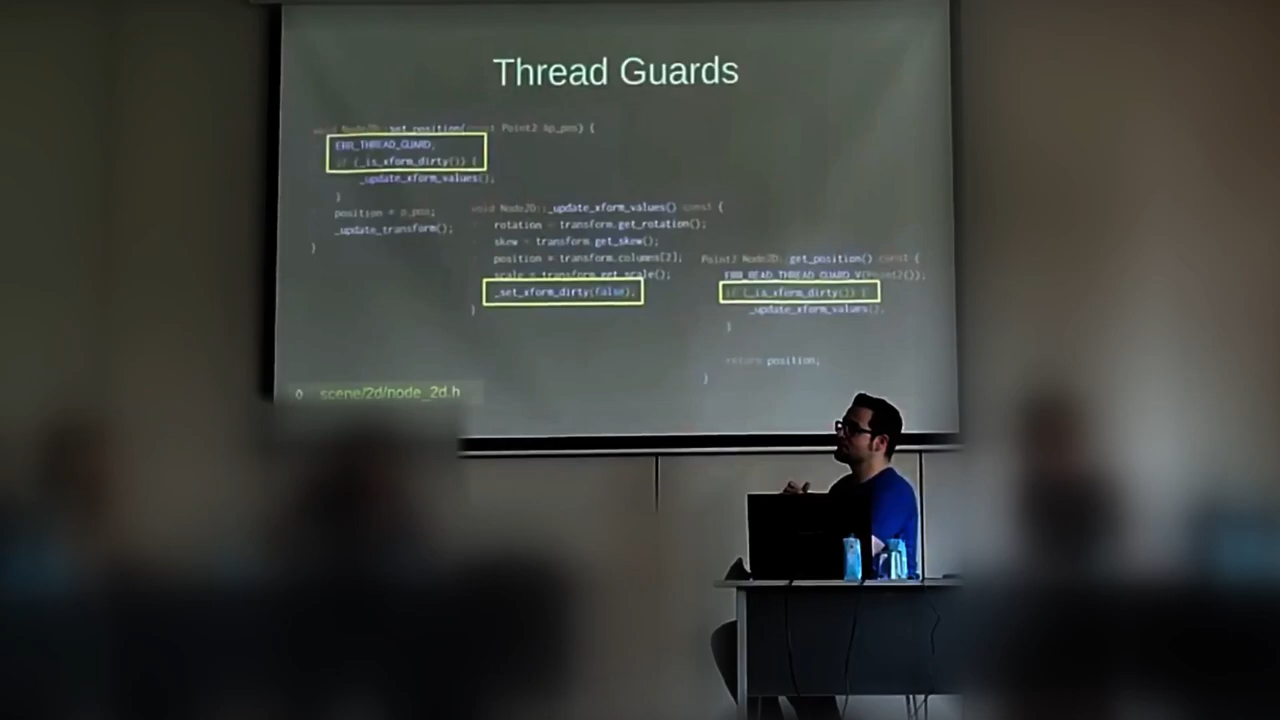 Thread Guards
void Node2D::set_position(const Point2 &p_pos) {
ERR_THREAD_GUARD;
if (_is_xform_dirty()) {
_update_xform_values();
}
position = p_pos;
_update_transform();
}
void Node2D::_update_xform_values() const {
rotation = transform.get_rotation();
skew = transform.get_skew();
position = transform.columns[2];
scale = transform.get_scale();
_set_xform_dirty(false);
}
Point2 Node2D::get_position() const {
ERR_READ_THREAD_GUARD_V(Point2());
if (_is_xform_dirty()) {
_update_xform_values();
}
return position;
}
scene/2d/node_2d.h